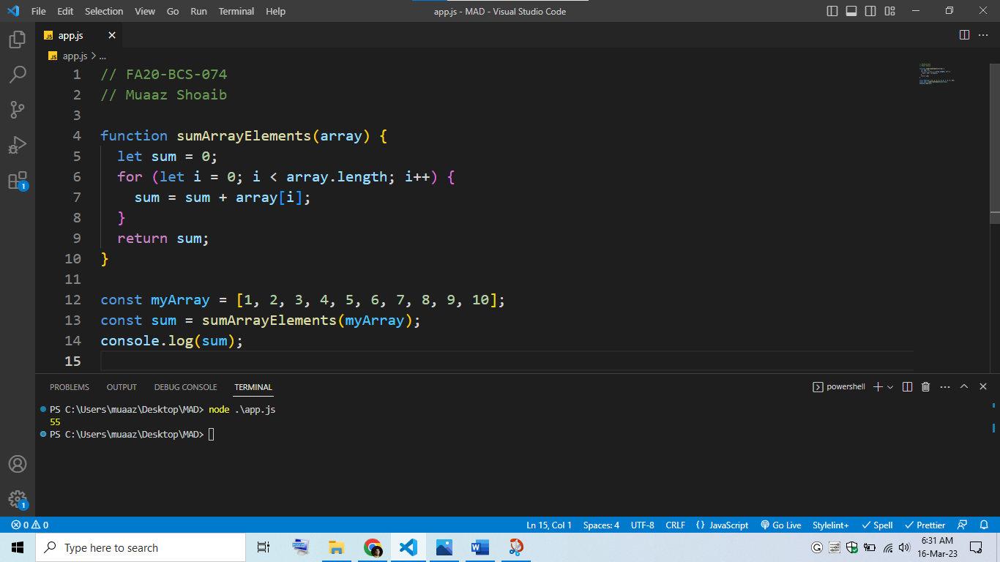 File Edit Selection View Go Run Terminal Help app.js - MAD - Visual Studio Code
JS app.js
JS app.js > ...
1 // FA20-BCS-074
2 // Muaaz Shoaib
3
4 function sumArrayElements(array) {
5   let sum = 0;
6   for (let i = 0; i < array.length; i++) {
7     sum = sum + array[i];
8   }
9   return sum;
10 }
11
12 const myArray = [1, 2, 3, 4, 5, 6, 7, 8, 9, 10];
13 const sum = sumArrayElements(myArray);
14 console.log(sum);
15
PROBLEMS OUTPUT DEBUG CONSOLE TERMINAL powershell
PS C:\Users\muaaz\Desktop\MAD> node .\app.js
55
PS C:\Users\muaaz\Desktop\MAD>
1
1
0 0 Ln 15, Col 1 Spaces: 4 UTF-8 CRLF {} JavaScript Go Live Stylelint+ Spell Prettier
Type here to search
6:31 AM
16-Mar-23